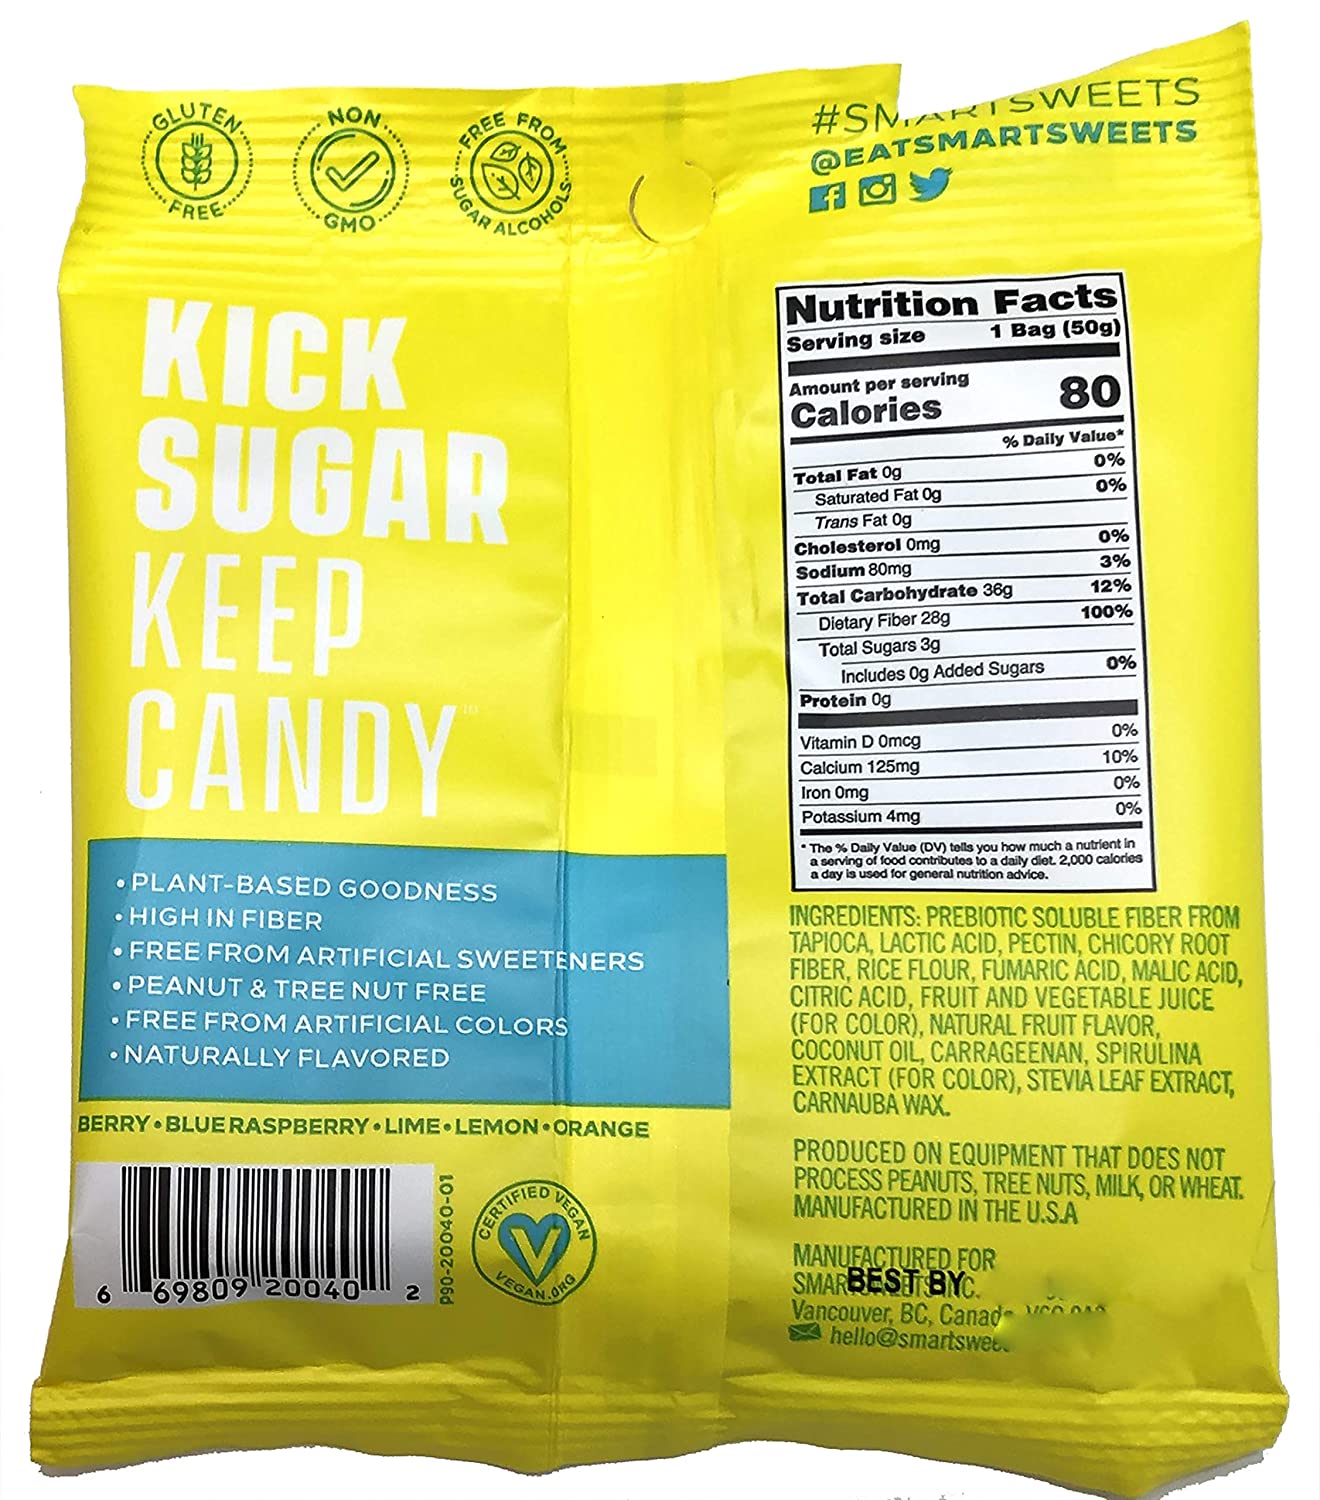 GLUTEN
FREE
NON
GMO
FREE FROM
SUGAR ALCOHOLS
#SMARTSWEETS
@EATSMARTSWEETS
KICK
SUGAR
KEEP
CANDY
• PLANT-BASED GOODNESS
• HIGH IN FIBER
• FREE FROM ARTIFICIAL SWEETENERS
• PEANUT & TREE NUT FREE
• FREE FROM ARTIFICIAL COLORS
• NATURALLY FLAVORED
BERRY • BLUE RASPBERRY • LIME • LEMON • ORANGE
6 69809 20040 2
P90-20040-01
CERTIFIED VEGAN
V
VEGAN.ORG
Nutrition Facts
Serving size 1 Bag (50g)
Amount per serving
Calories 80
% Daily Value*
Total Fat 0g 0%
Saturated Fat 0g 0%
Trans Fat 0g
Cholesterol 0mg 0%
Sodium 80mg 3%
Total Carbohydrate 36g 12%
Dietary Fiber 28g 100%
Total Sugars 3g
Includes 0g Added Sugars 0%
Protein 0g
Vitamin D 0mcg 0%
Calcium 125mg 10%
Iron 0mg 0%
Potassium 4mg 0%
* The % Daily Value (DV) tells you how much a nutrient in
a serving of food contributes to a daily diet. 2,000 calories
a day is used for general nutrition advice.
INGREDIENTS: PREBIOTIC SOLUBLE FIBER FROM
TAPIOCA, LACTIC ACID, PECTIN, CHICORY ROOT
FIBER, RICE FLOUR, FUMARIC ACID, MALIC ACID,
CITRIC ACID, FRUIT AND VEGETABLE JUICE
(FOR COLOR), NATURAL FRUIT FLAVOR,
COCONUT OIL, CARRAGEENAN, SPIRULINA
EXTRACT (FOR COLOR), STEVIA LEAF EXTRACT,
CARNAUBA WAX.
PRODUCED ON EQUIPMENT THAT DOES NOT
PROCESS PEANUTS, TREE NUTS, MILK, OR WHEAT.
MANUFACTURED IN THE U.S.A
MANUFACTURED FOR
SMARTSWEETS INC.
BEST BY
Vancouver, BC, Canada